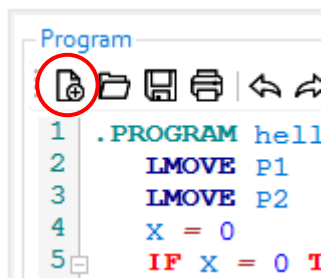 Program
1 .PROGRAM hell
2 LMOVE P1
3 LMOVE P2
4 X = 0
5 IF X = 0 T